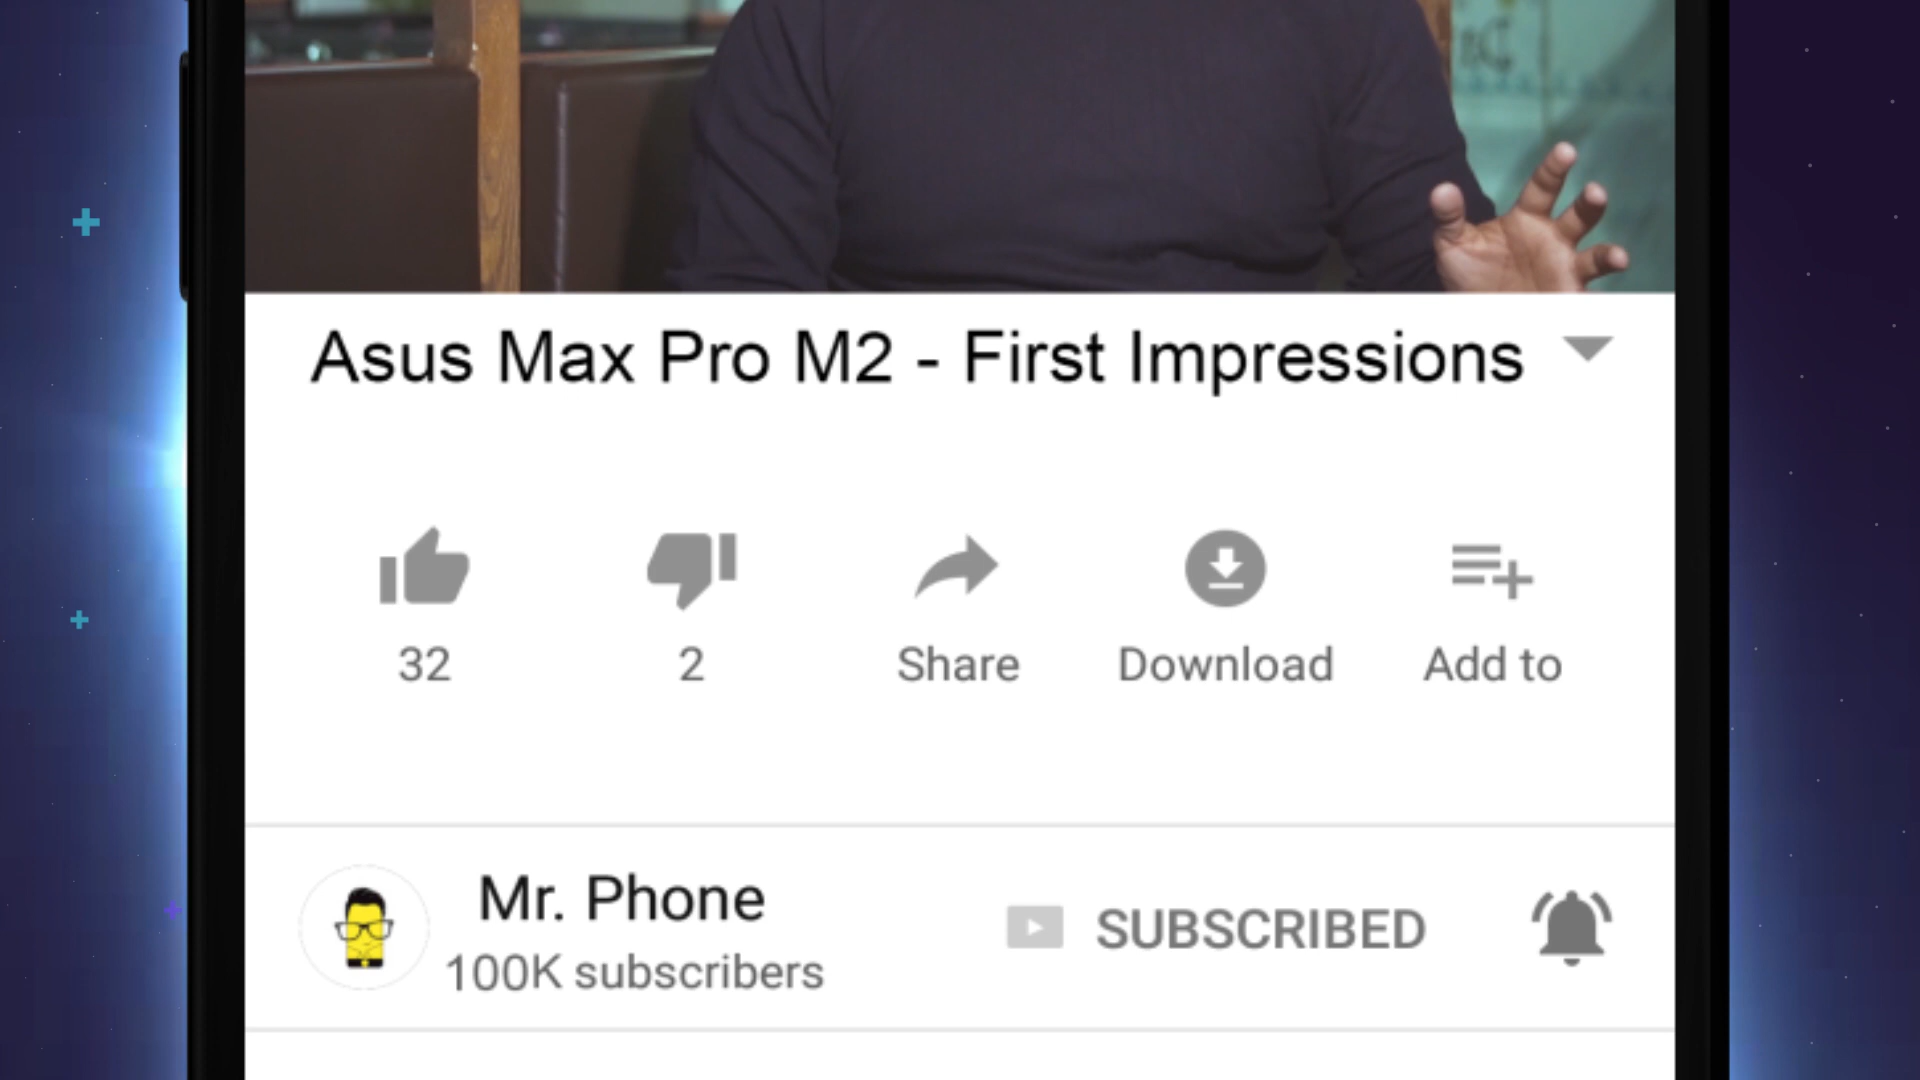 Asus Max Pro M2 - First Impressions
32
2
Share
Download
Add to
Mr. Phone
100K subscribers
SUBSCRIBED